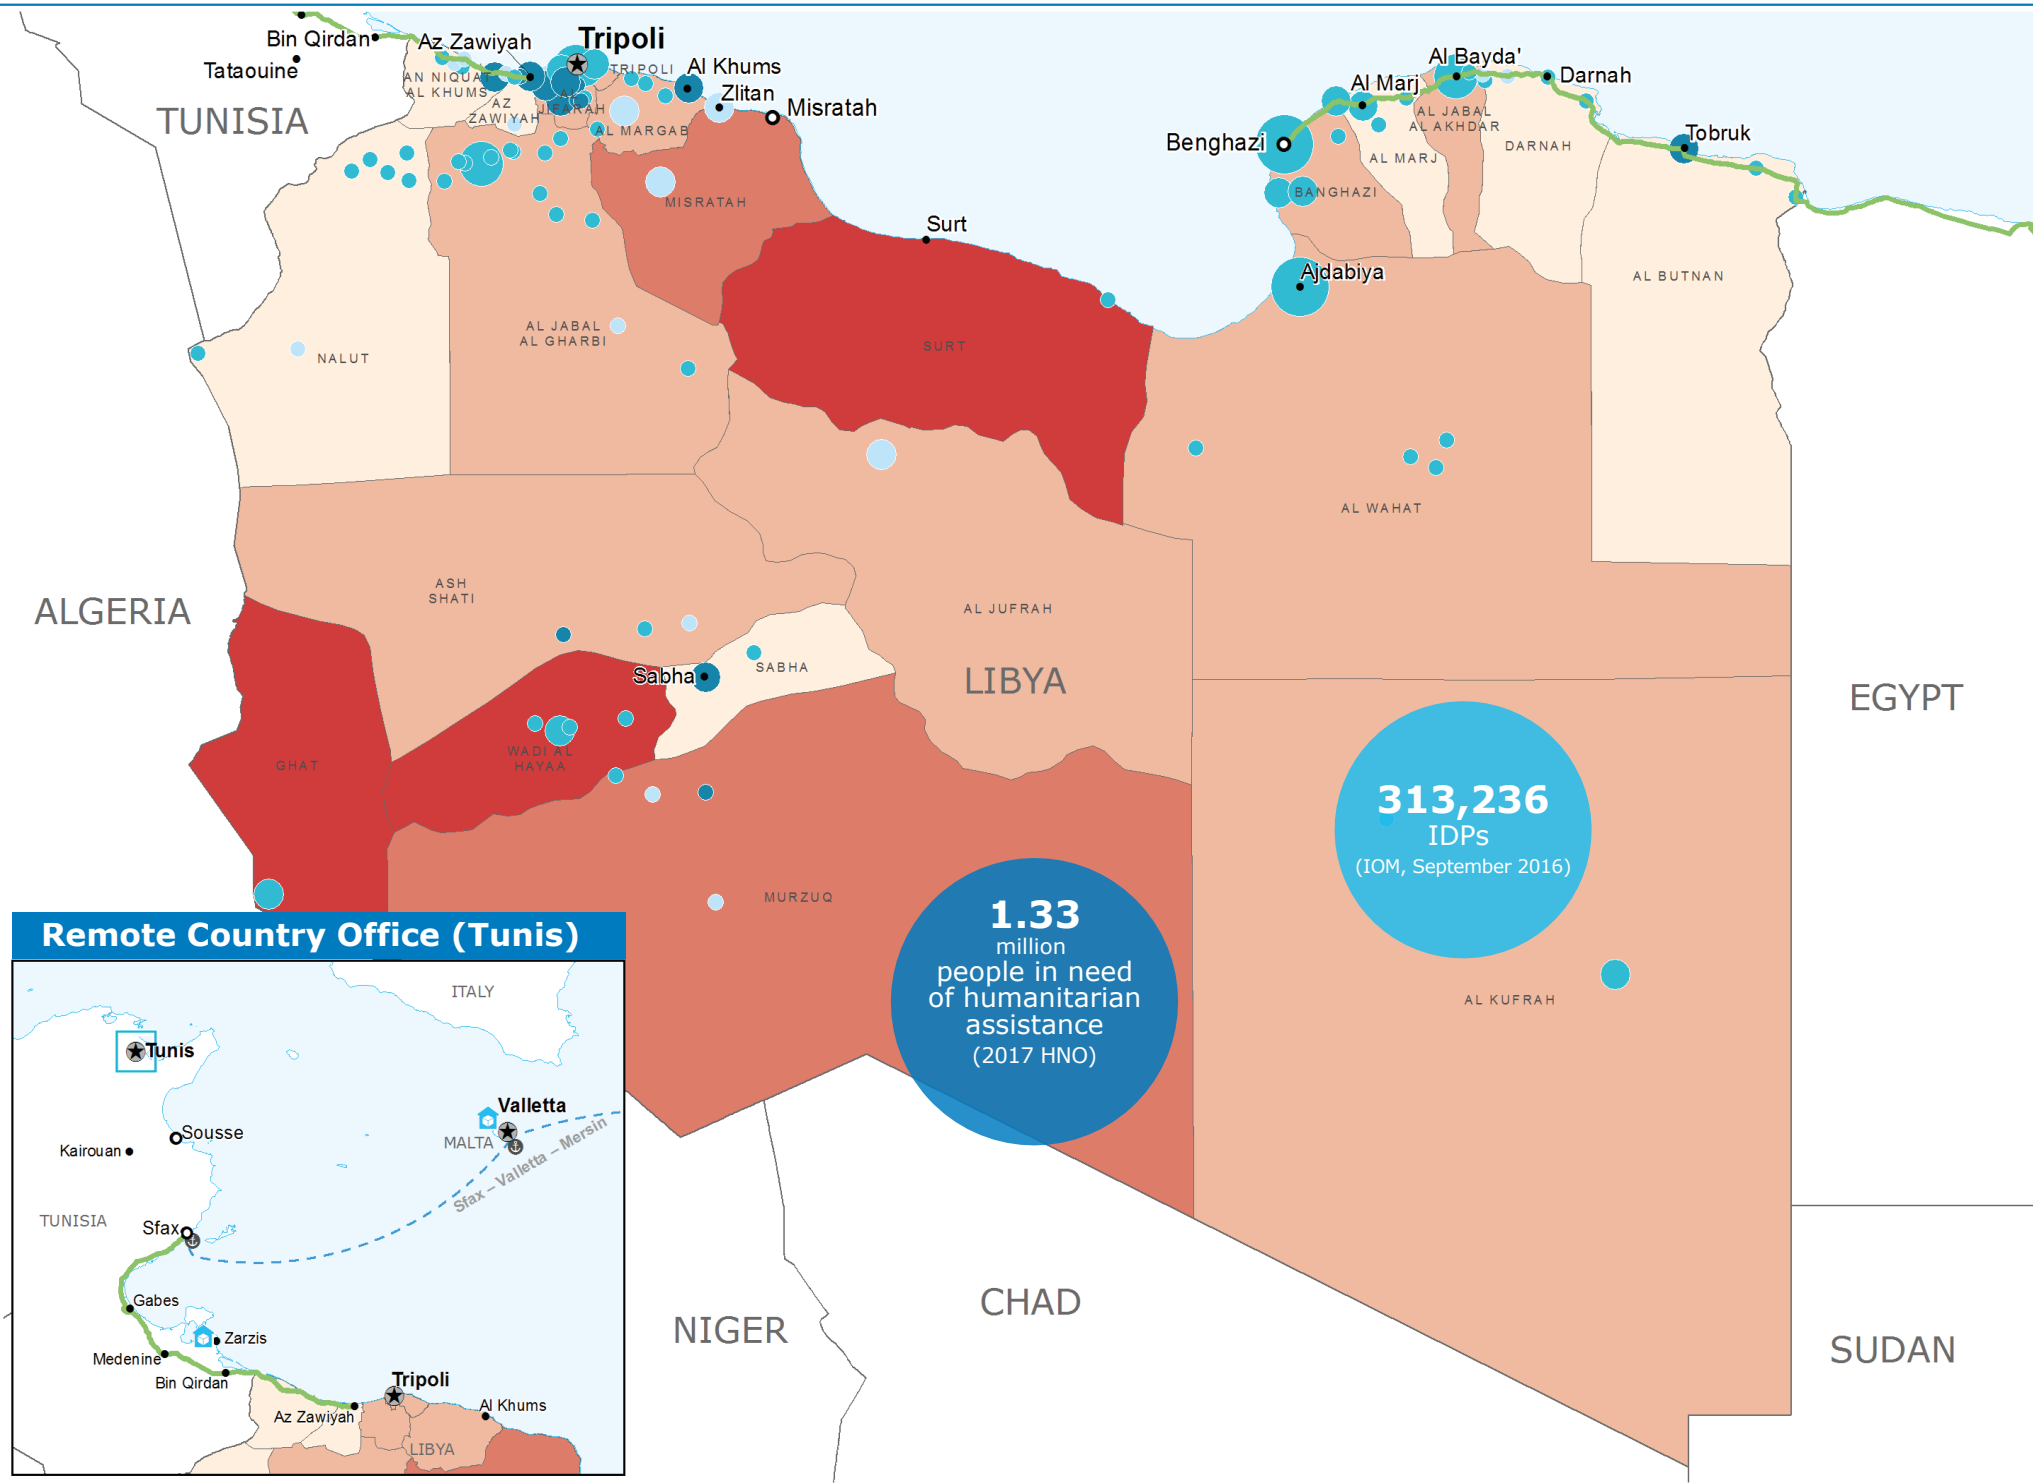 Bin Qirdan
Tataouine
TUNISIA
Az Zawiyah
Tripoli
TRIPOLI
AN NIQUAT
AL KHUMS
AZ
ZAWIYAH
AL
JIFARAH
Al Khums
Zlitan
Misratah
AL MARGAB
MISRATAH
Surt
SURT
NALUT
AL JABAL
AL GHARBI
Benghazi
BANGHAZI
Al Marj
AL MARJ
Al Bayda'
AL JABAL
AL AKHDAR
Darnah
DARNAH
Tobruk
AL BUTNAN
Ajdabiya
AL WAHAT
ALGERIA
ASH
SHATI
AL JUFRAH
LIBYA
Sabha
SABHA
EGYPT
GHAT
WADI AL
HAYAA
MURZUQ
313,236
IDPs
(IOM, September 2016)
1.33
million
people in need
of humanitarian
assistance
(2017 HNO)
AL KUFRAH
NIGER
CHAD
SUDAN
Remote Country Office (Tunis)
ITALY
Tunis
Sousse
Kairouan
Valletta
MALTA
Sfax – Valletta – Mersin
TUNISIA
Sfax
Gabes
Zarzis
Medenine
Bin Qirdan
Tripoli
Az Zawiyah
Al Khums
LIBYA